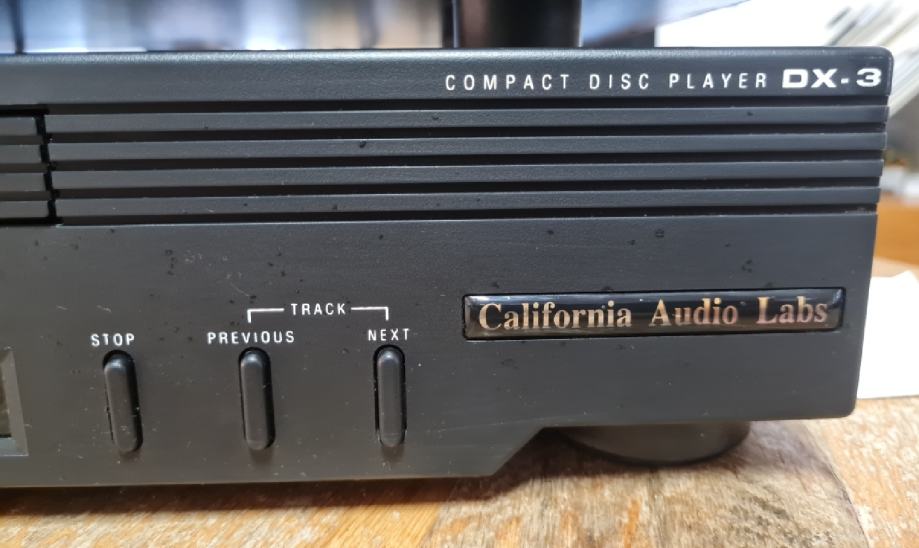 COMPACT DISC PLAYER DX-3
TRACK
STOP PREVIOUS NEXT
California Audio Labs